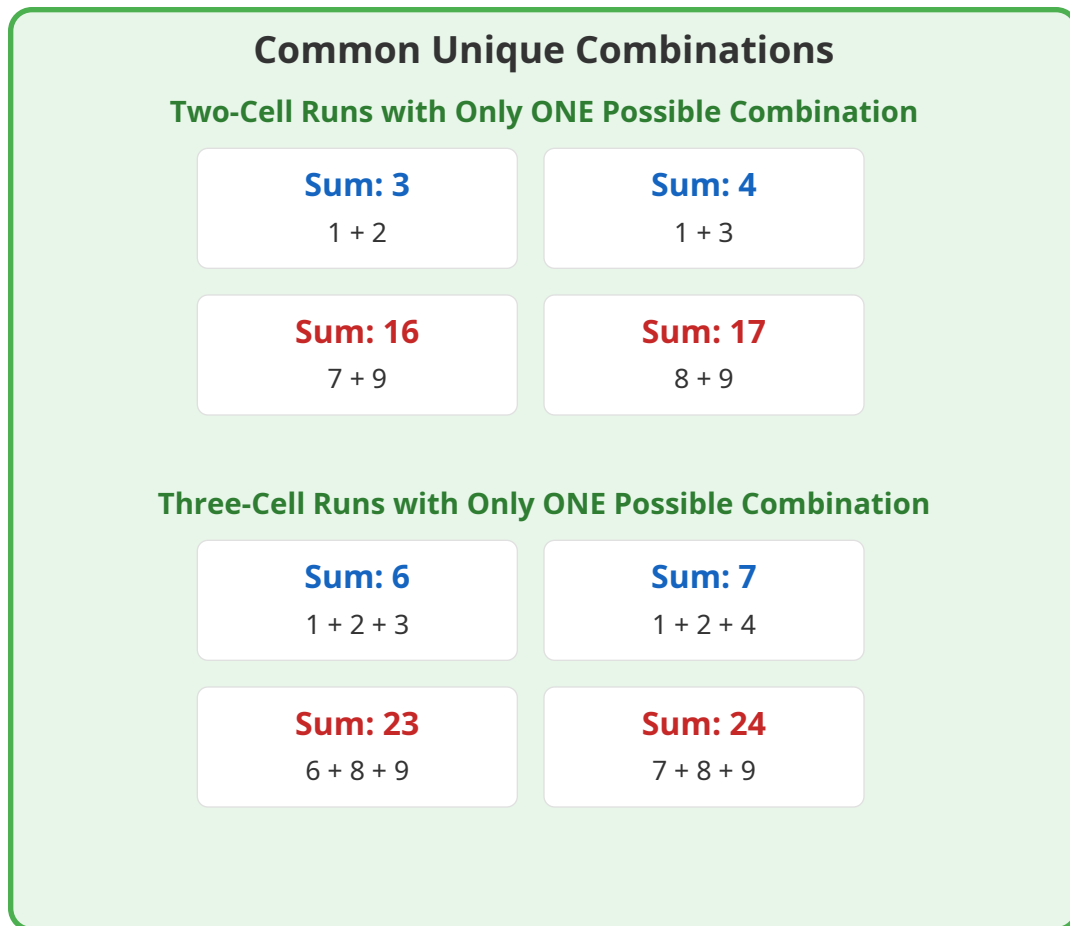 Common Unique Combinations
Two-Cell Runs with Only ONE Possible Combination
Sum: 3
1 + 2
Sum: 4
1 + 3
Sum: 16
7 + 9
Sum: 17
8 + 9
Three-Cell Runs with Only ONE Possible Combination
Sum: 6
1 + 2 + 3
Sum: 7
1 + 2 + 4
Sum: 23
6 + 8 + 9
Sum: 24
7 + 8 + 9